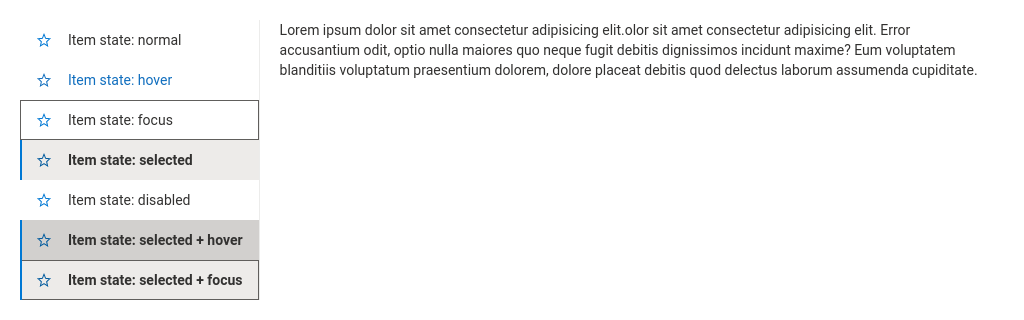 Item state: normal
Item state: hover
Item state: focus
Item state: selected
Item state: disabled
Item state: selected + hover
Item state: selected + focus
Lorem ipsum dolor sit amet consectetur adipisicing elit.olor sit amet consectetur adipisicing elit. Error
accusantium odit, optio nulla maiores quo neque fugit debitis dignissimos incidunt maxime? Eum voluptatem
blanditiis voluptatum praesentium dolorem, dolore placeat debitis quod delectus laborum assumenda cupiditate.